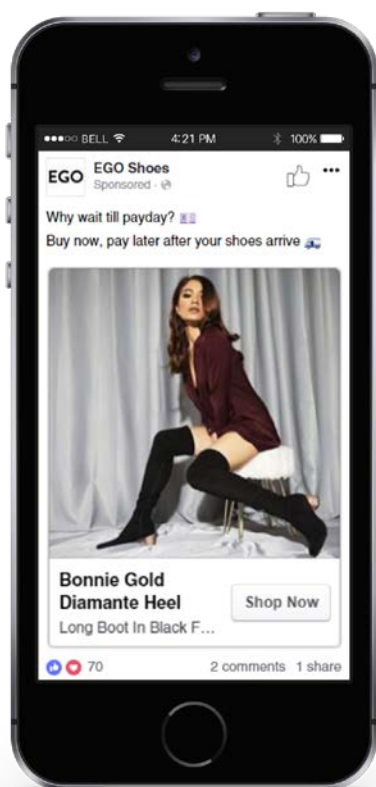 BELL 4:21 PM 100%
EGO EGO Shoes
Sponsored ·
Why wait till payday? 💷
Buy now, pay later after your shoes arrive 🚚
Bonnie Gold
Diamante Heel
Shop Now
Long Boot In Black F...
70 2 comments 1 share